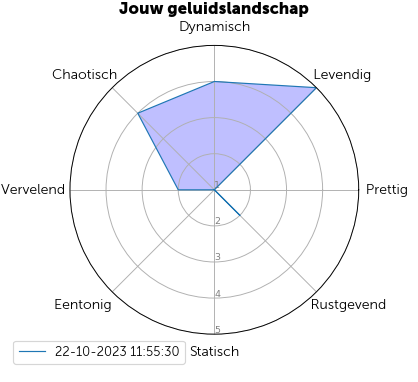 Jouw geluidslandschap
Dynamisch
Chaotisch
Levendig
Vervelend
1
Prettig
2
3
4
Eentonig
Rustgevend
5
22-10-2023 11:55:30
Statisch